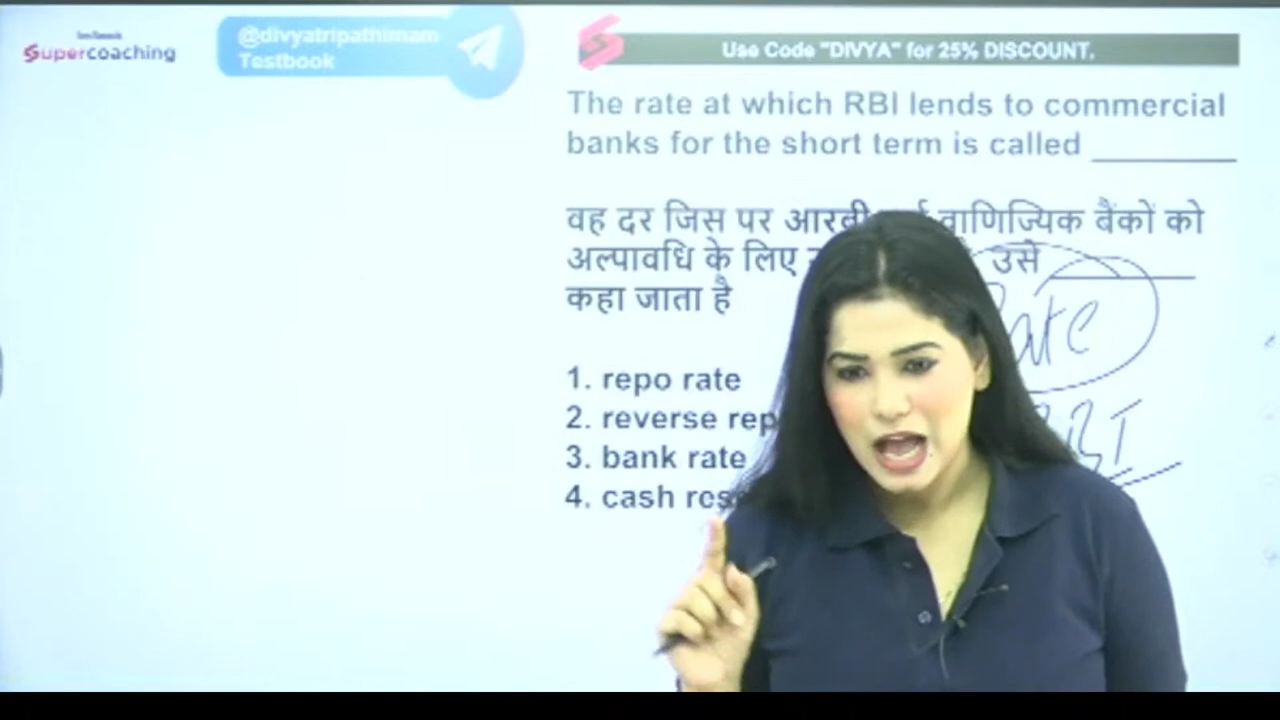 Supercoaching
@divyatripathimam
Testbook
Use Code "DIVYA" for 25% DISCOUNT.
The rate at which RBI lends to commercial
banks for the short term is called ________
वह दर जिस पर वाणिज्यिक बैंकों को
अल्पावधि के लिए उसे ________
कहा जाता है
1. repo rate
2. reverse
3. bank rate
4. cash